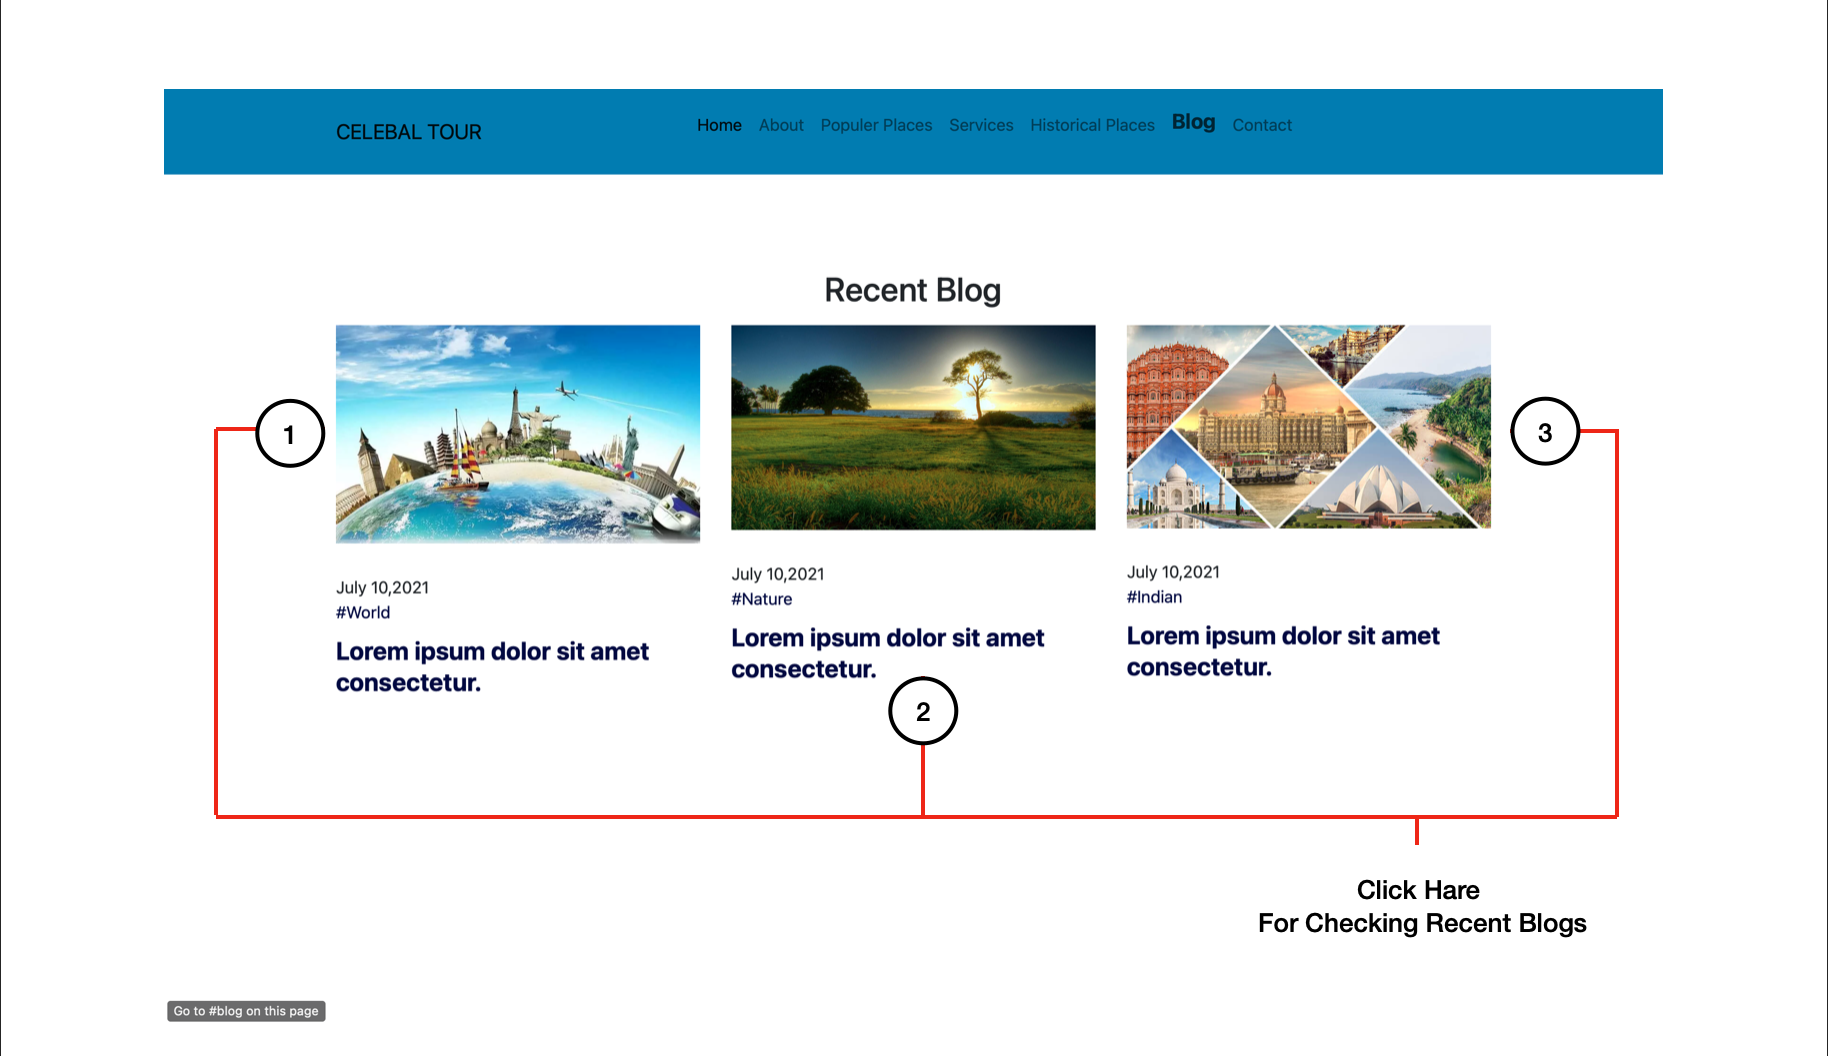 CELEBAL TOUR
Home About Populer Places Services Historical Places Blog Contact
Recent Blog
1
July 10,2021
#World
Lorem ipsum dolor sit amet
consectetur.
July 10,2021
#Nature
Lorem ipsum dolor sit amet
consectetur.
2
3
July 10,2021
#Indian
Lorem ipsum dolor sit amet
consectetur.
Click Hare
For Checking Recent Blogs
Go to #blog on this page